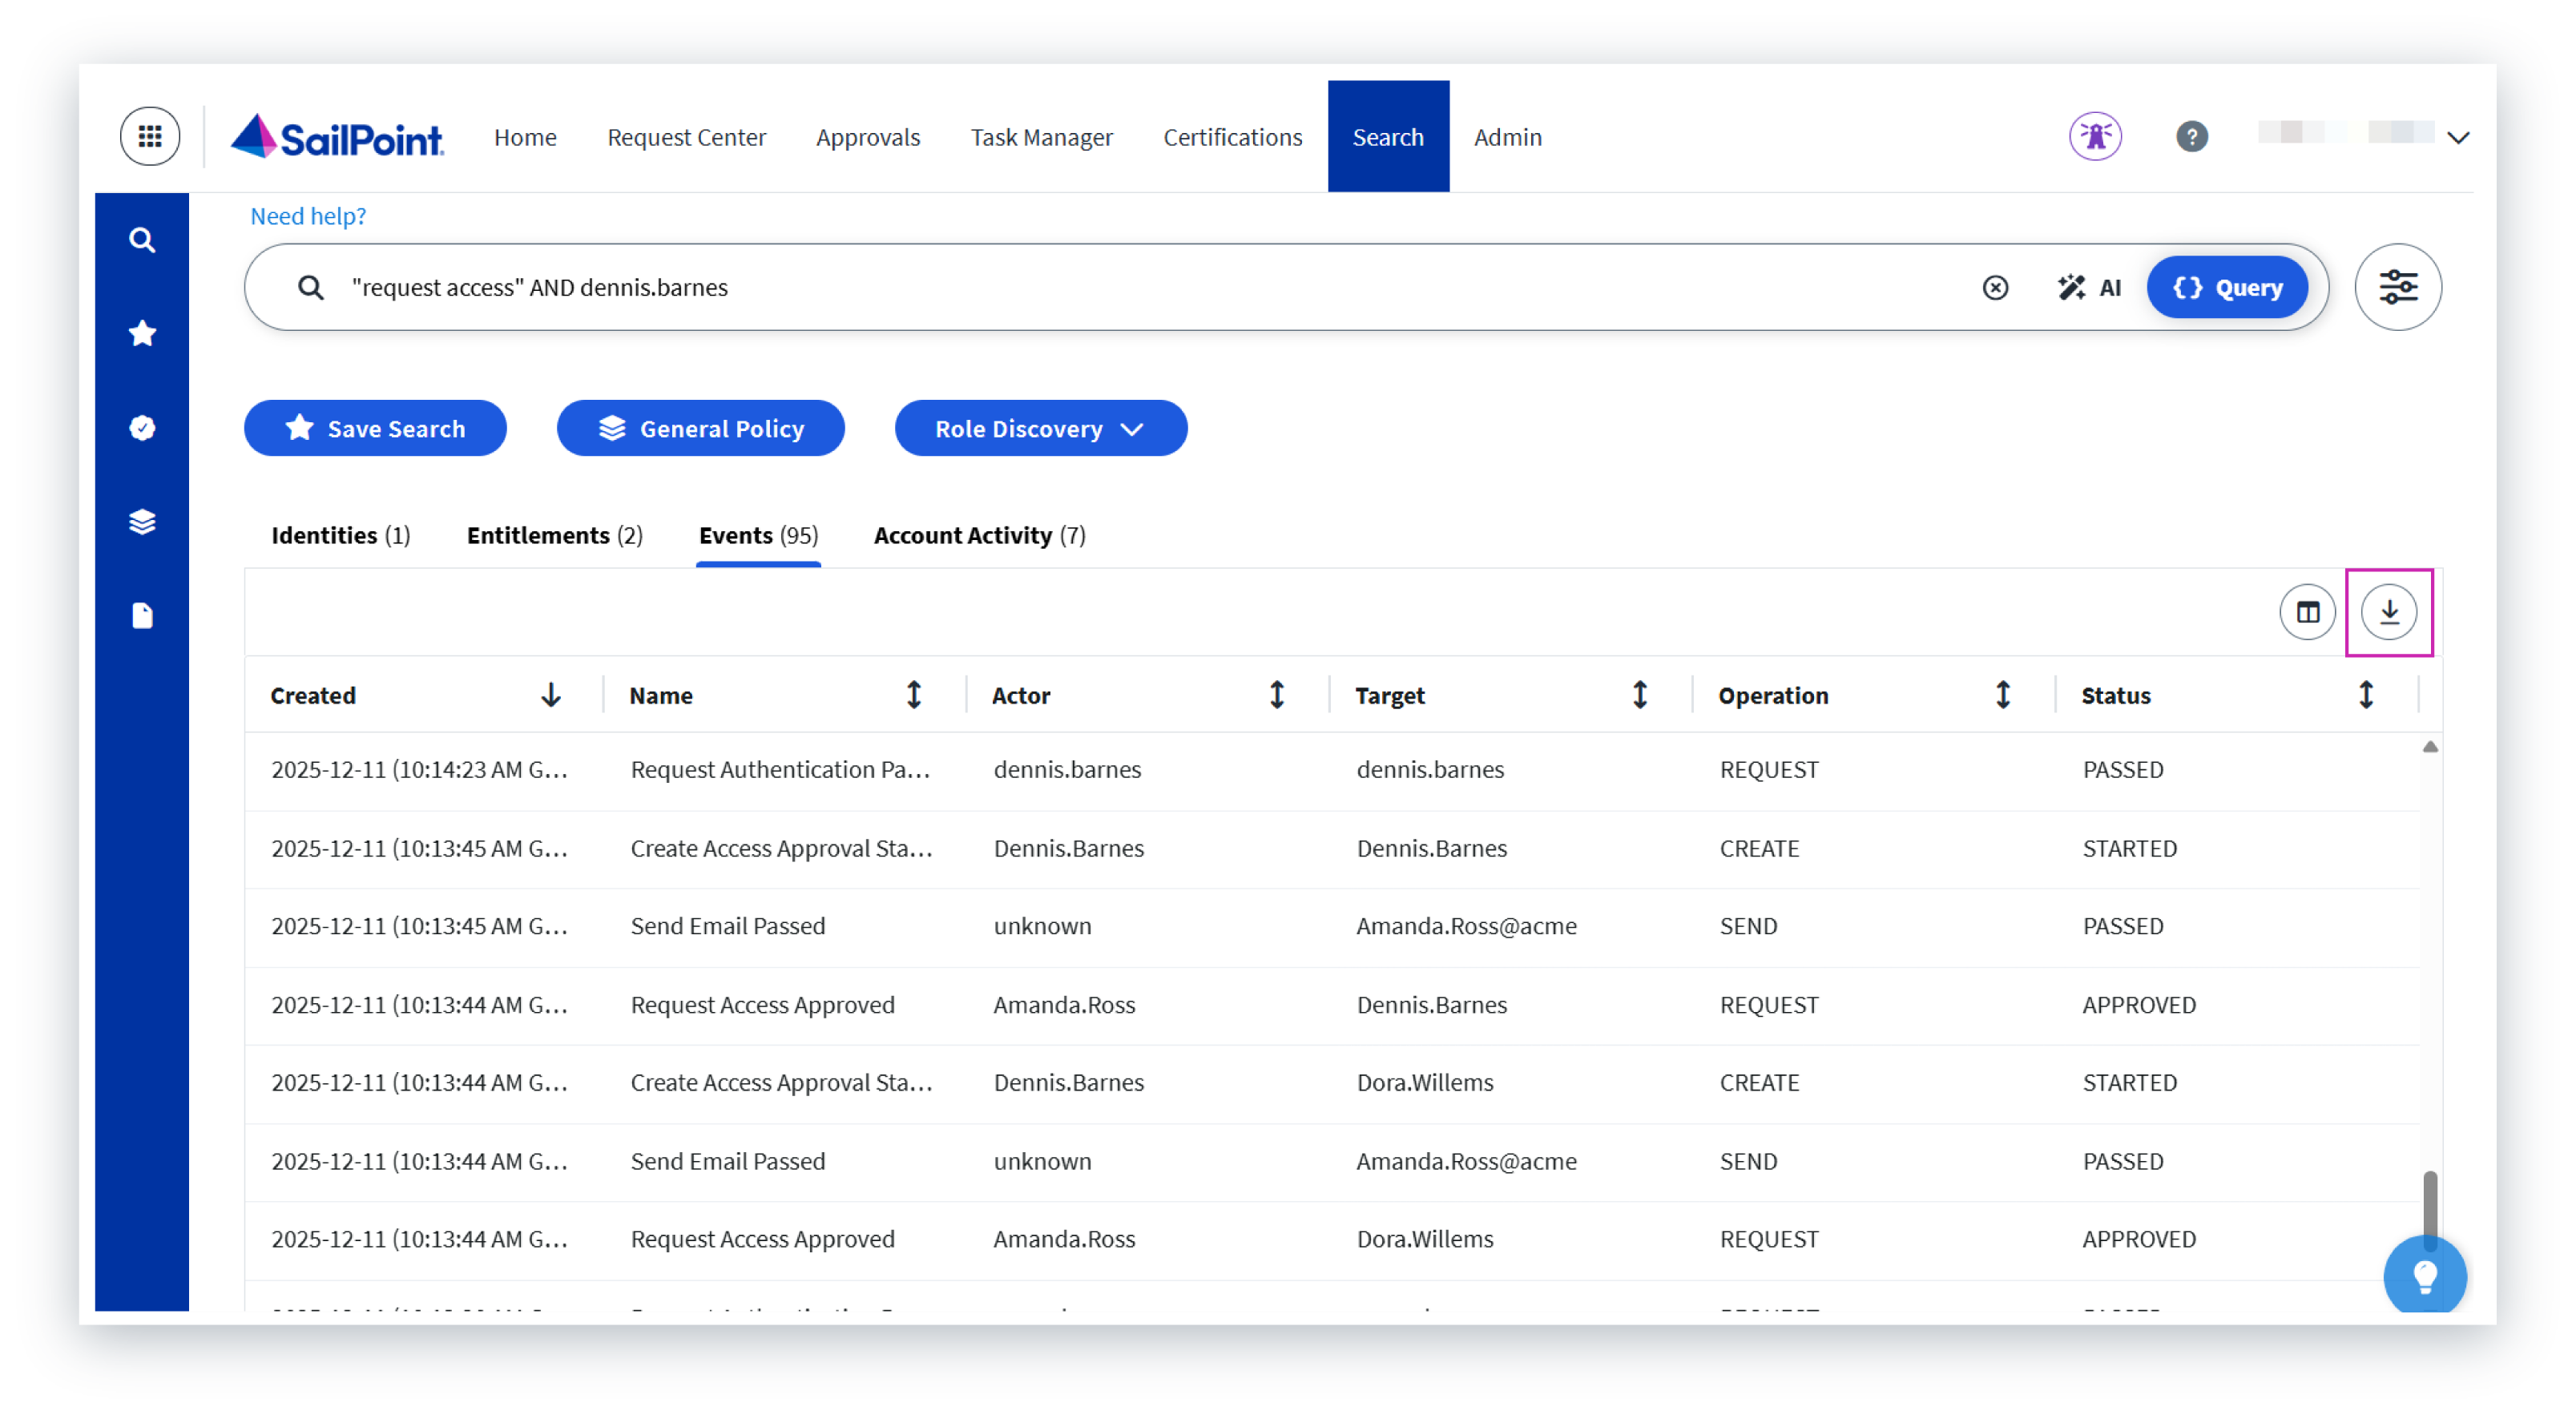 SailPoint. Home Request Center Approvals Task Manager Certifications Search Admin ?
Need help?
"request access" AND dennis.barnes AI {} Query
Save Search General Policy Role Discovery
Identities (1) Entitlements (2) Events (95) Account Activity (7)
Created Name Actor Target Operation Status
2025-12-11 (10:14:23 AM G... Request Authentication Pa... dennis.barnes dennis.barnes REQUEST PASSED
2025-12-11 (10:13:45 AM G... Create Access Approval Sta... Dennis.Barnes Dennis.Barnes CREATE STARTED
2025-12-11 (10:13:45 AM G... Send Email Passed unknown Amanda.Ross@acme SEND PASSED
2025-12-11 (10:13:44 AM G... Request Access Approved Amanda.Ross Dennis.Barnes REQUEST APPROVED
2025-12-11 (10:13:44 AM G... Create Access Approval Sta... Dennis.Barnes Dora.Willems CREATE STARTED
2025-12-11 (10:13:44 AM G... Send Email Passed unknown Amanda.Ross@acme SEND PASSED
2025-12-11 (10:13:44 AM G... Request Access Approved Amanda.Ross Dora.Willems REQUEST APPROVED